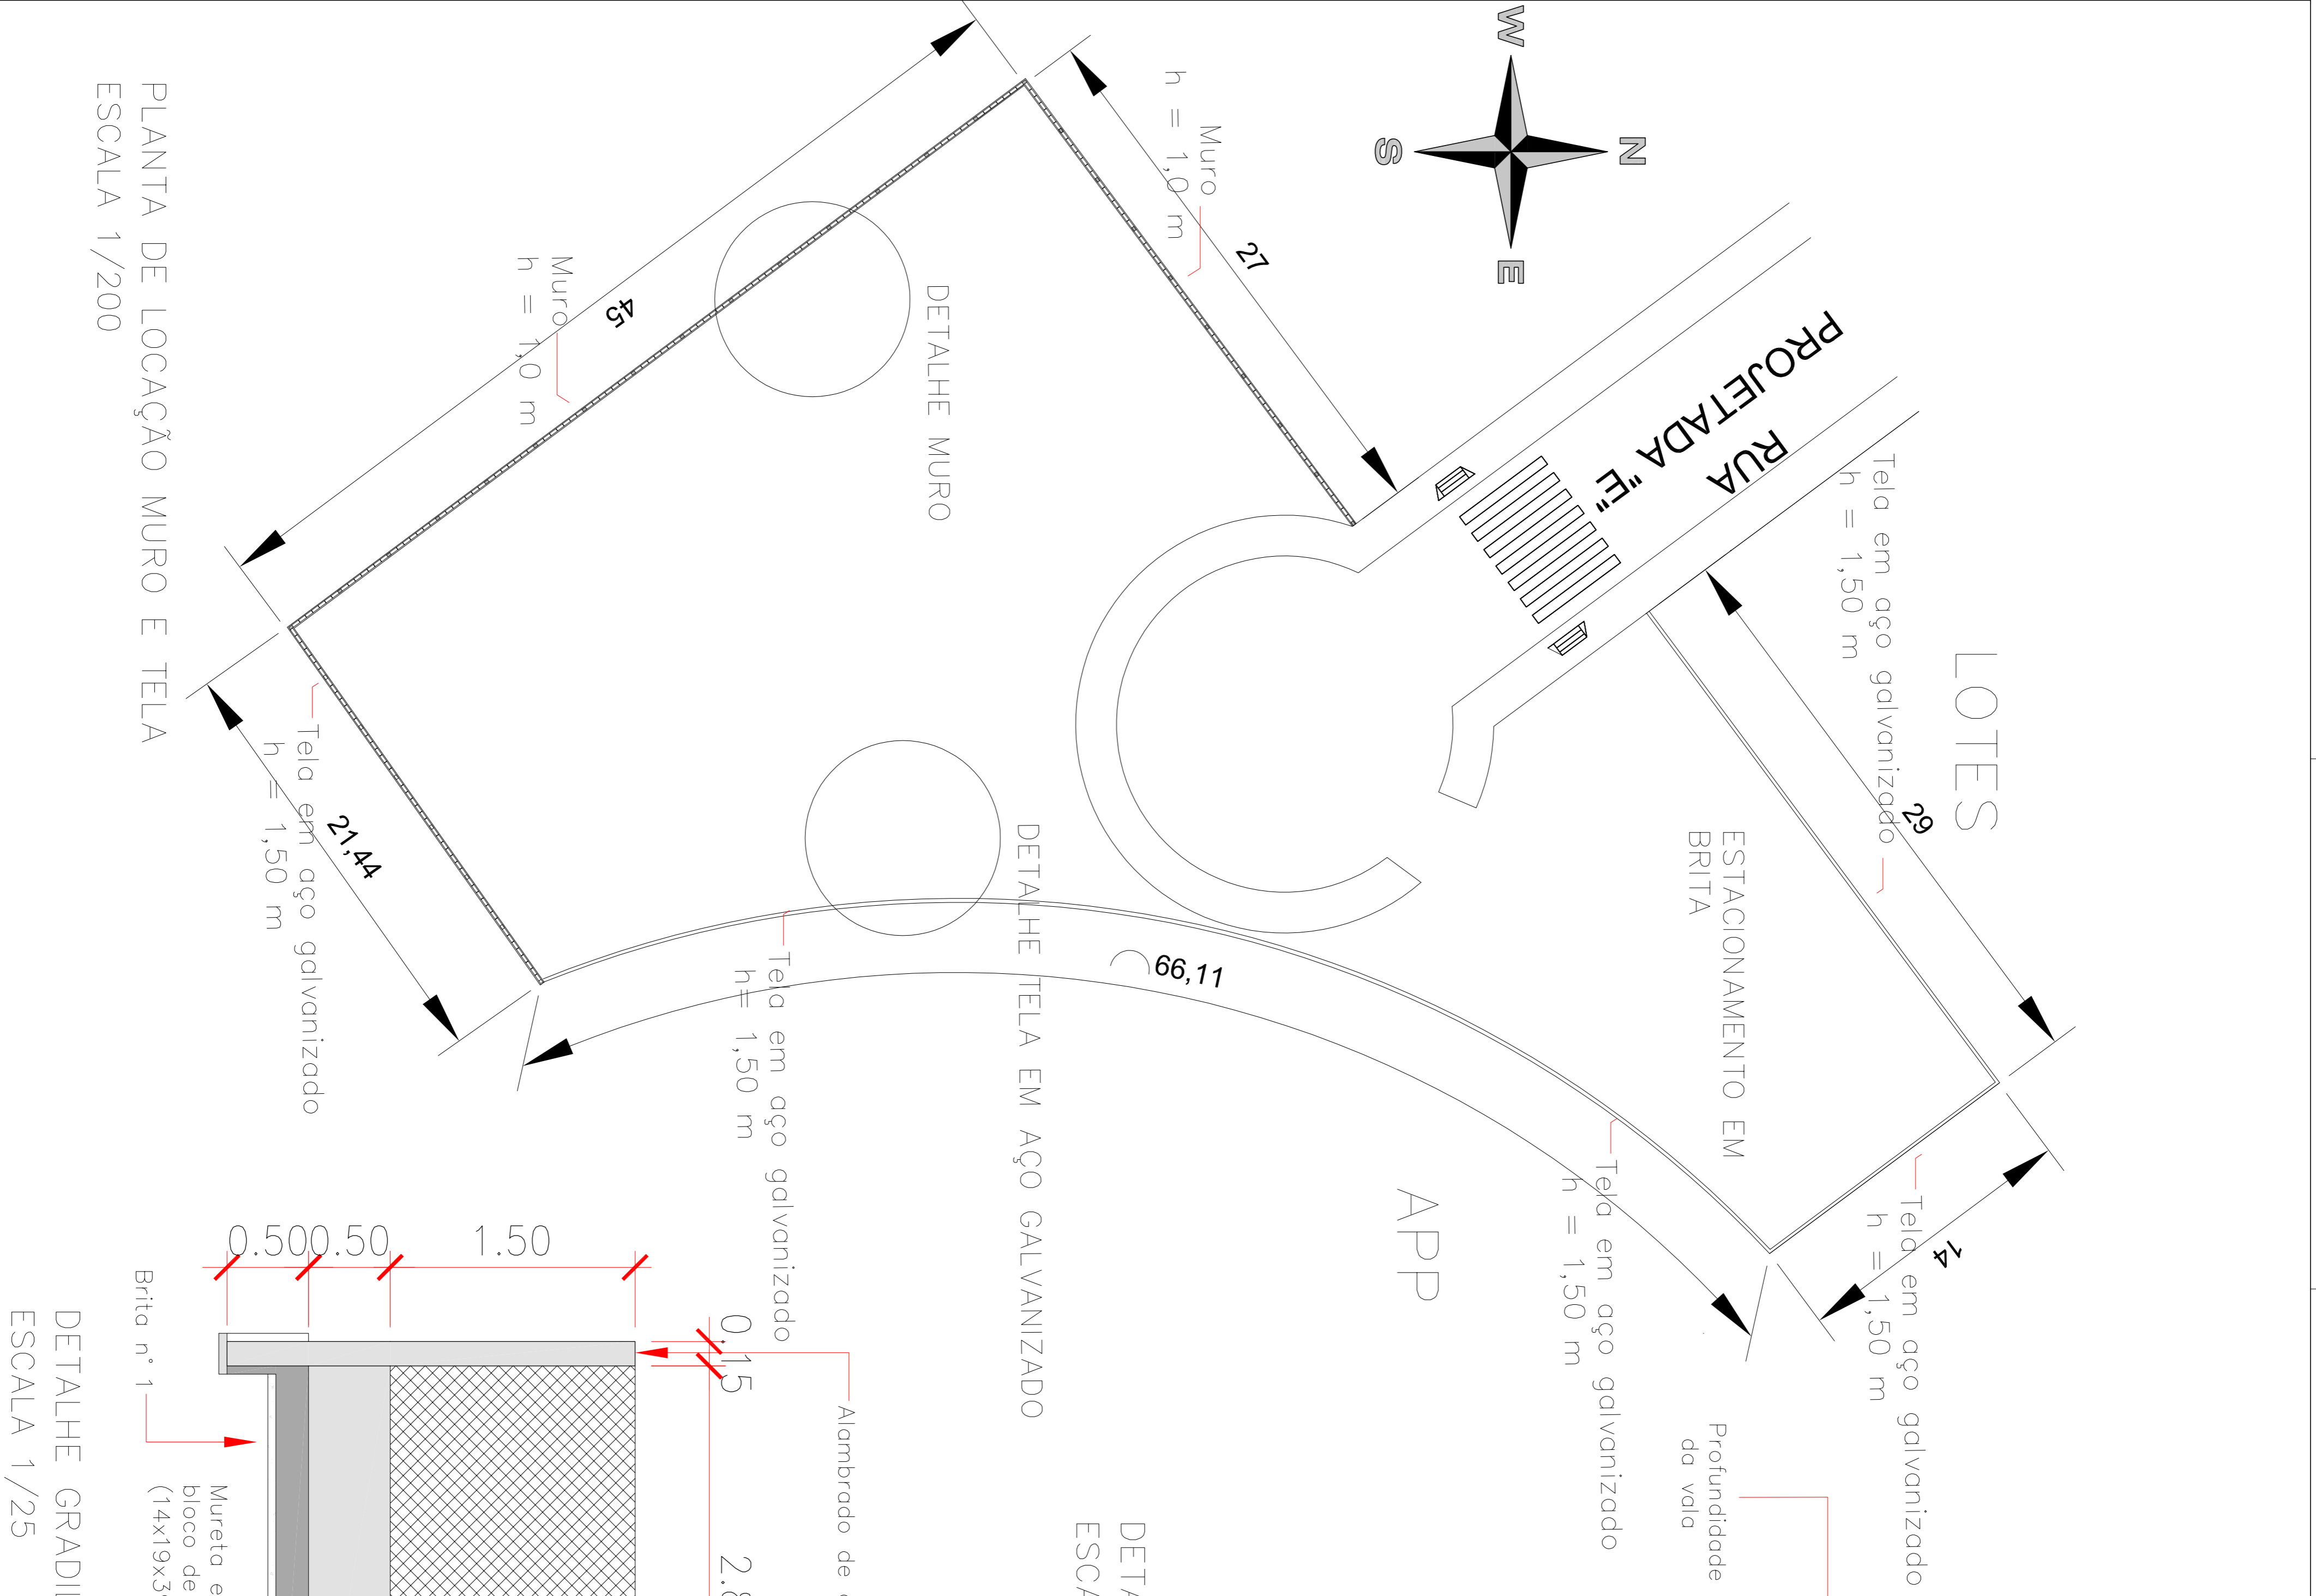 W
N
S
E
RUA
PROJETADA "E"
LOTES
Muro
h = 1,0 m
27
Tela em aço galvanizado
h = 1,50 m
29
ESTACIONAMENTO EM
BRITA
DETALHE MURO
45
Muro
h = 1,0 m
PLANTA DE LOCAÇÃO MURO E TELA
ESCALA 1/200
Tela em aço galvanizado
h = 1,50 m
21,44
DETALHE TELA EM AÇO GALVANIZADO
66,11
Tela em aço galvanizado
h= 1,50 m
Tela em aço galvanizado
h = 1,50 m
14
Tela em aço galvanizado
h = 1,50 m
APP
Profundidade
da vala
0.50
0.50
1.50
0.15
2.8
Alambrado de
Brita n° 1
Mureta e
bloco de
(14x19x3
DETALHE GRADI
ESCALA 1/25
DETA
ESCA